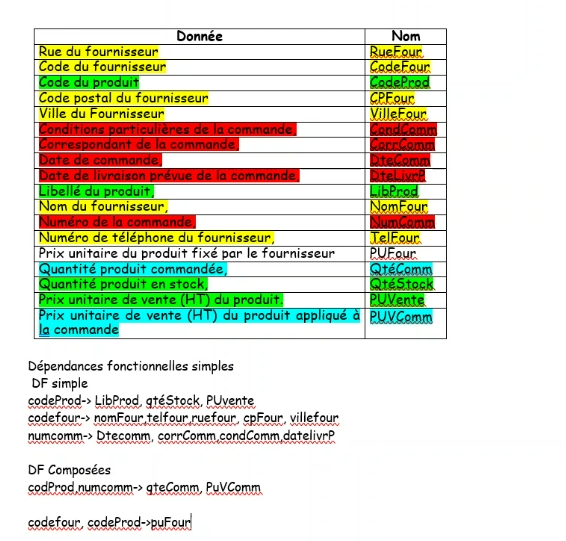 Donnée Nom
Rue du fournisseur RueFour
Code du fournisseur CodeFour
Code du produit CodeProd
Code postal du fournisseur CPFour
Ville du Fournisseur VilleFour
Conditions particulières de la commande, CondComm
Correspondant de la commande, CorrComm
Date de commande, DteComm
Date de livraison prévue de la commande, DteLivrP
Libellé du produit, LibProd
Nom du fournisseur, NomFour
Numéro de la commande, NumComm
Numéro de téléphone du fournisseur, TelFour
Prix unitaire du produit fixé par le fournisseur PUFour
Quantité produit commandée, QtéComm
Quantité produit en stock, QtéStock
Prix unitaire de vente (HT) du produit, PUVente
Prix unitaire de vente (HT) du produit appliqué à PUVComm
la commande
Dépendances fonctionnelles simples
DF simple
codeProd-> LibProd, qtéStock, PUvente
codefour-> nomFour,telfour,ruefour, cpFour, villefour
numcomm-> Dtecomm, corrComm,condComm,datelivrP
DF Composées
codProd,numcomm-> qteComm, PuVComm
codefour, codeProd->puFour